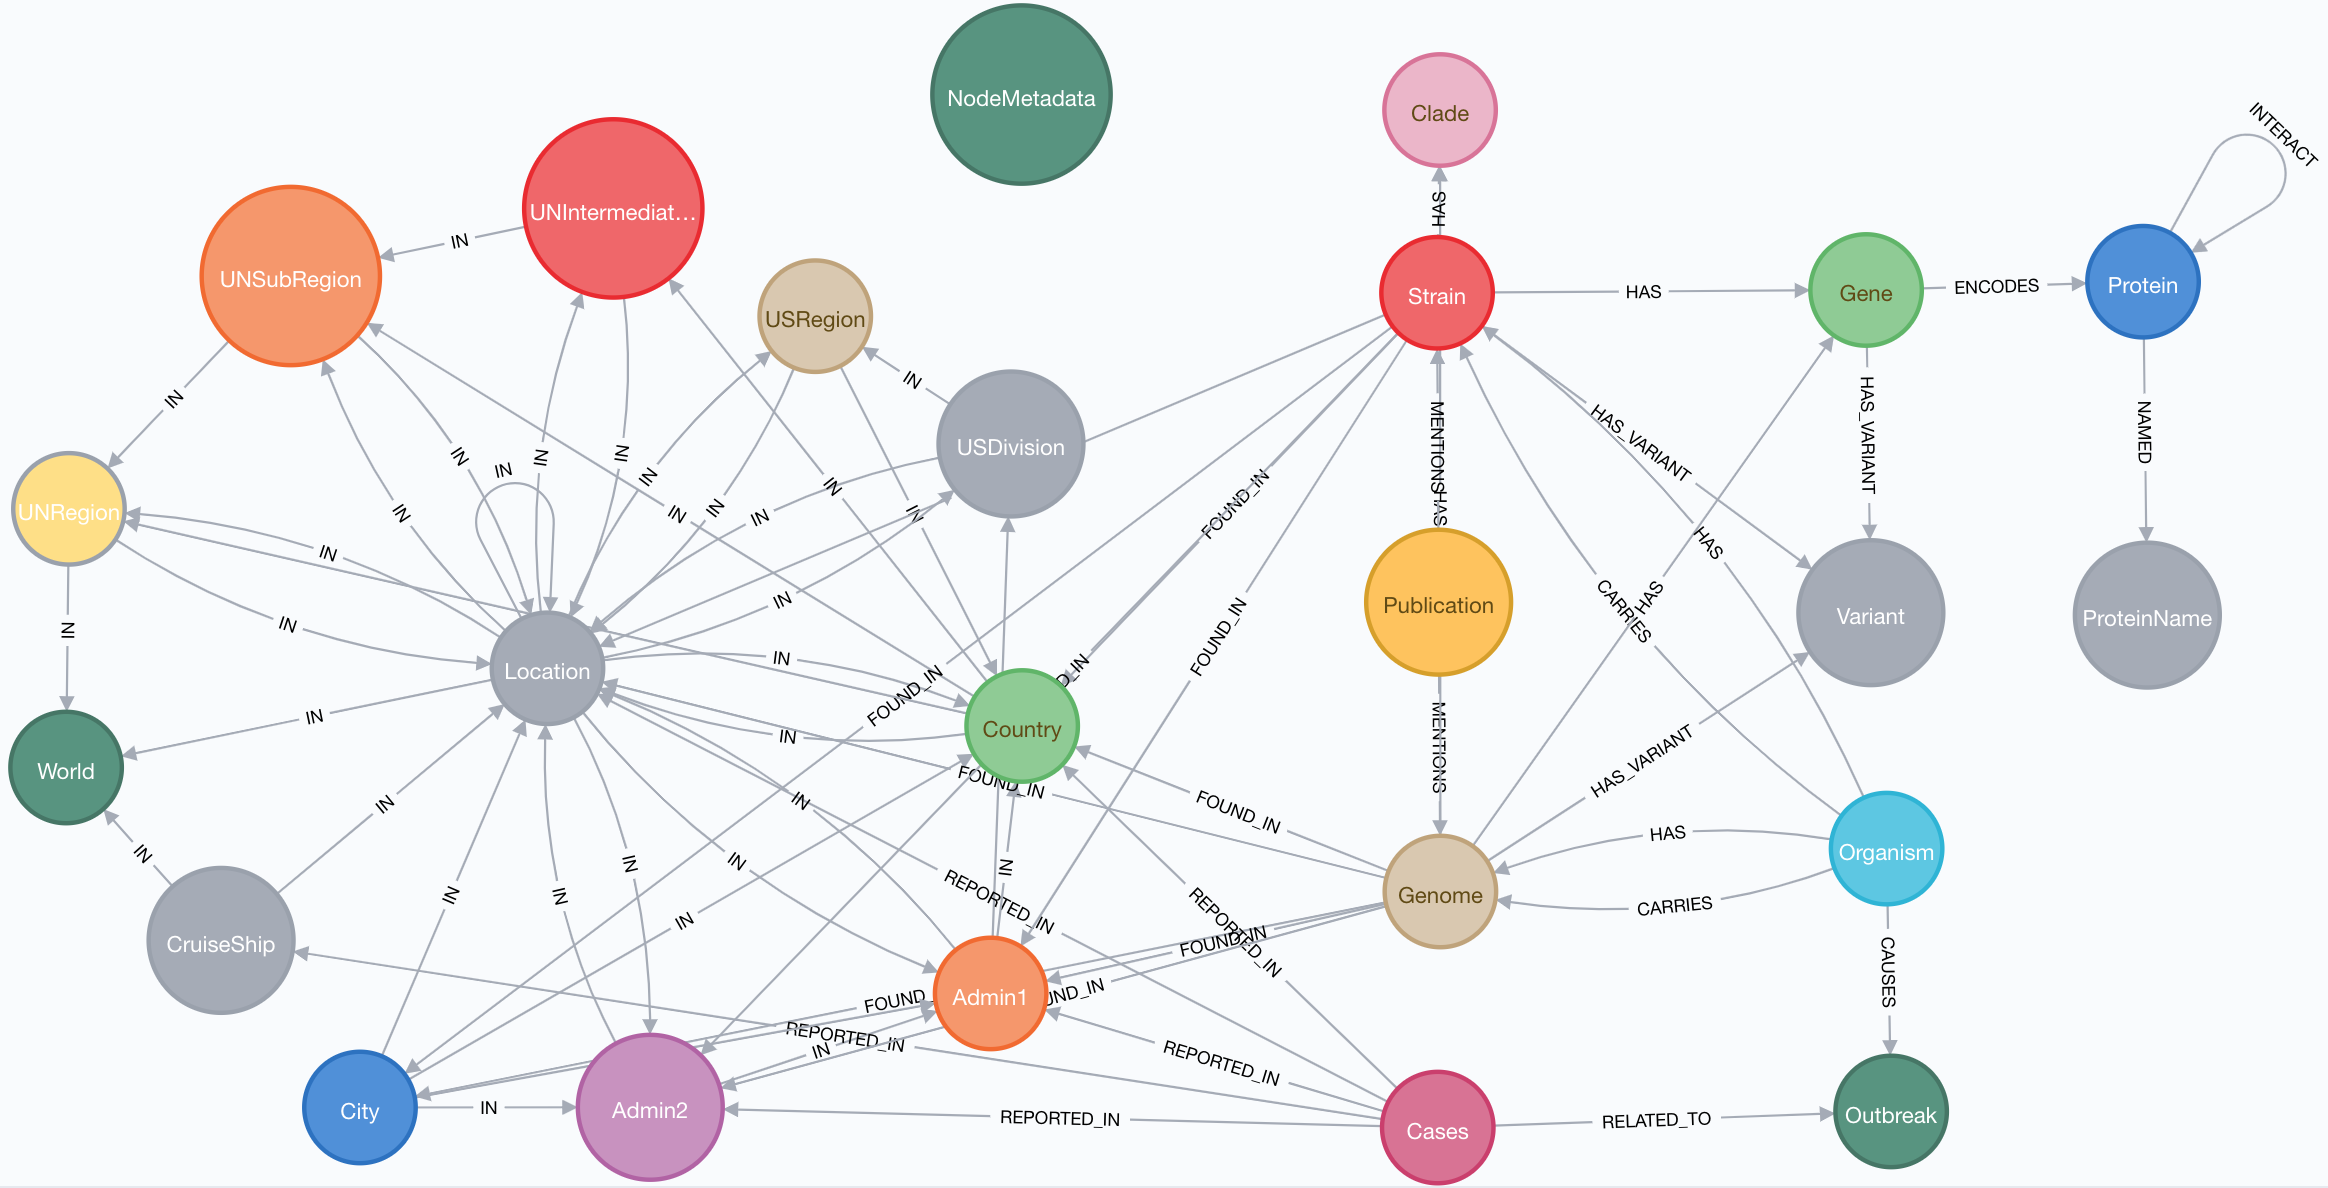 NodeMetadata
Clade
INTERACT
UNIntermediat...
HAS
IN
UNSubRegion
Strain
HAS
Gene
ENCODES
Protein
USRegion
IN
IN
HAS_VARIANT
HAS_VARIANT
NAMED
MENTIONS
HAS
USDivision
IN
IN
IN
IN
IN
IN
IN
IN
IN
IN
IN
IN
FOUND_IN
UNRegion
IN
HAS
IN
IN
IN
FOUND_IN
CARRIES
HAS
Publication
Variant
ProteinName
IN
Location
IN
D_IN
FOUND_IN
IN
IN
Country
World
FOUND_IN
MENTIONS
HAS_VARIANT
IN
IN
FOUND_IN
HAS
IN
IN
IN
IN
IN
IN
Organism
REPORTED_IN
Genome
CARRIES
IN
REPORTED_IN
CruiseShip
FOUND_IN
CAUSES
FOUND_
Admin1
UND_IN
REPORTED_IN
IN
REPORTED_IN
City
IN
Admin2
REPORTED_IN
Cases
RELATED_TO
Outbreak